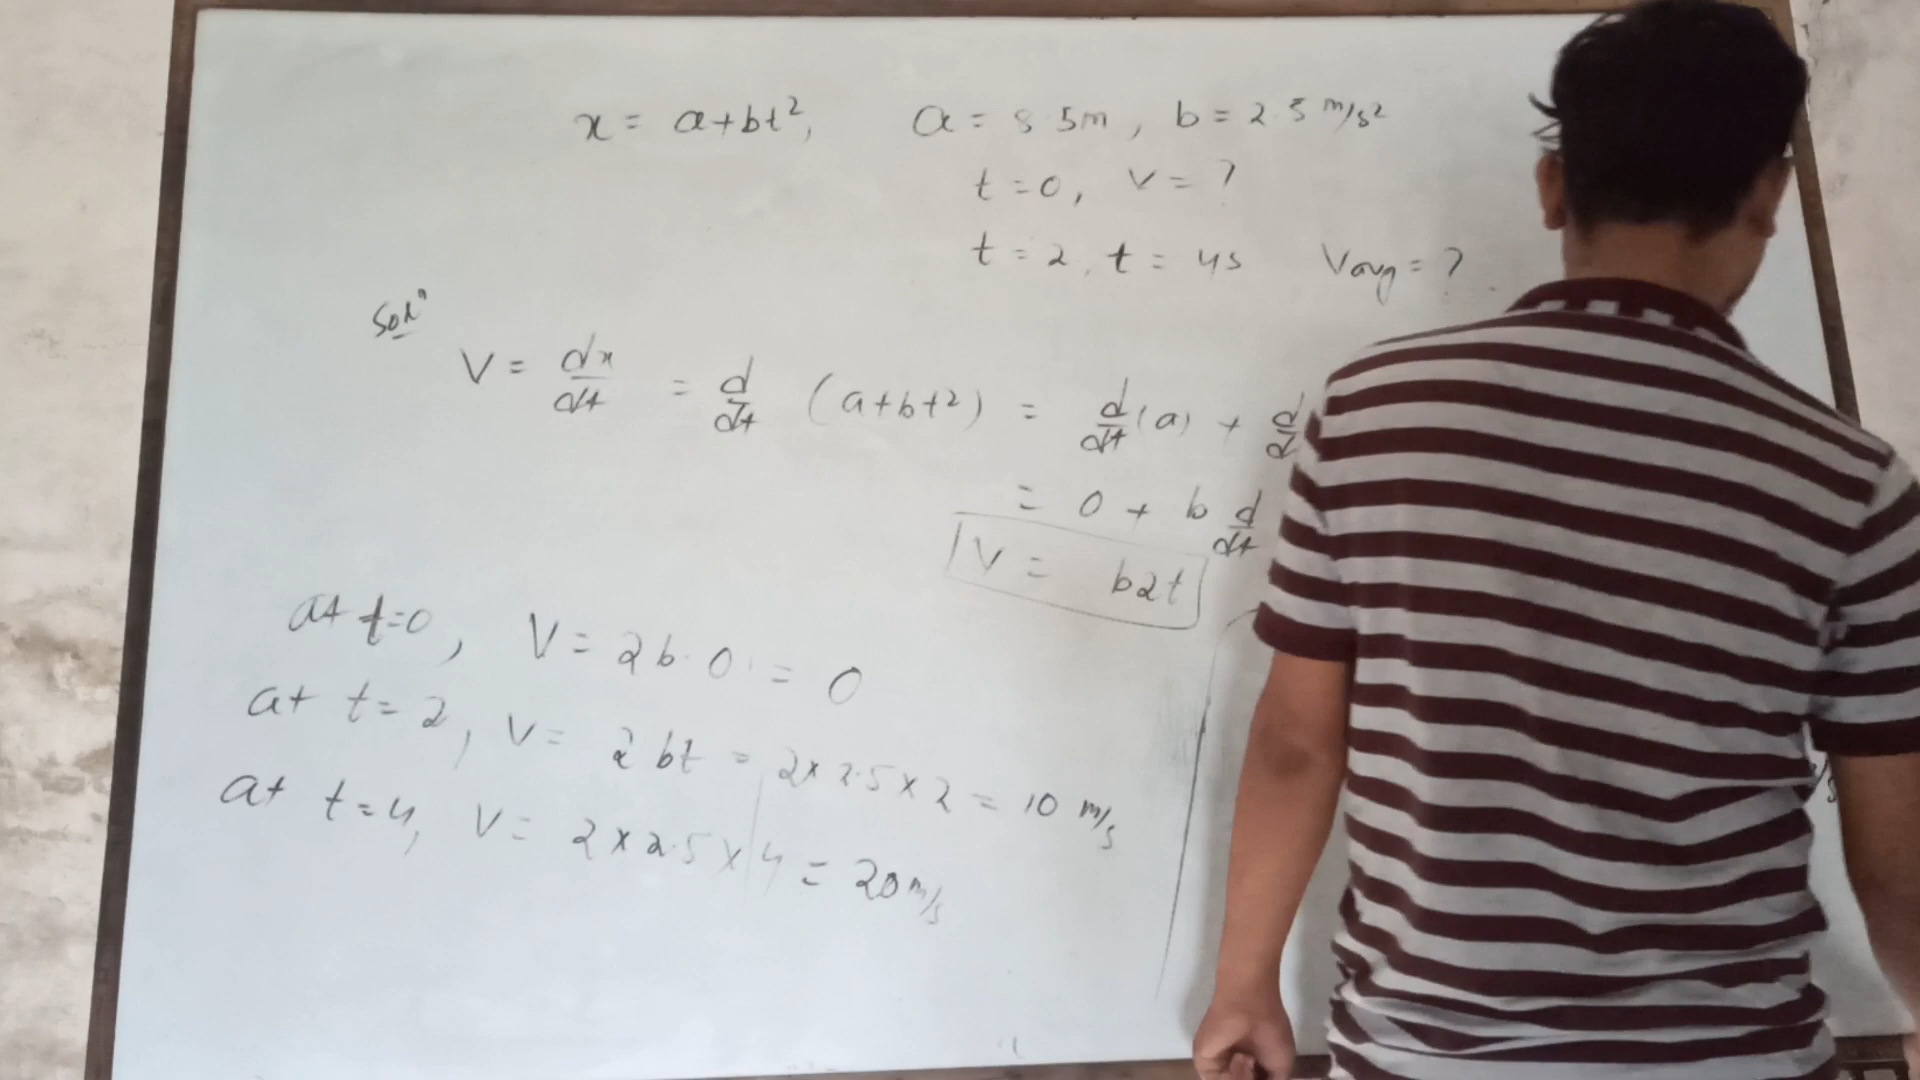 x = a+bt², a = 8.5m, b = 2.5 m/s²
t = 0, v = ?
t = 2, t = 4s Vavg = ?
Solⁿ
V = dx/dt = d/dt (a+bt²) = d/dt (a) + d
= 0 + b d/dt
V = b2t
at t=0, V = 2b.0 = 0
at t = 2, V = 2bt = 2×2.5×2 = 10 m/s
at t=4, V = 2×2.5×4 = 20 m/s